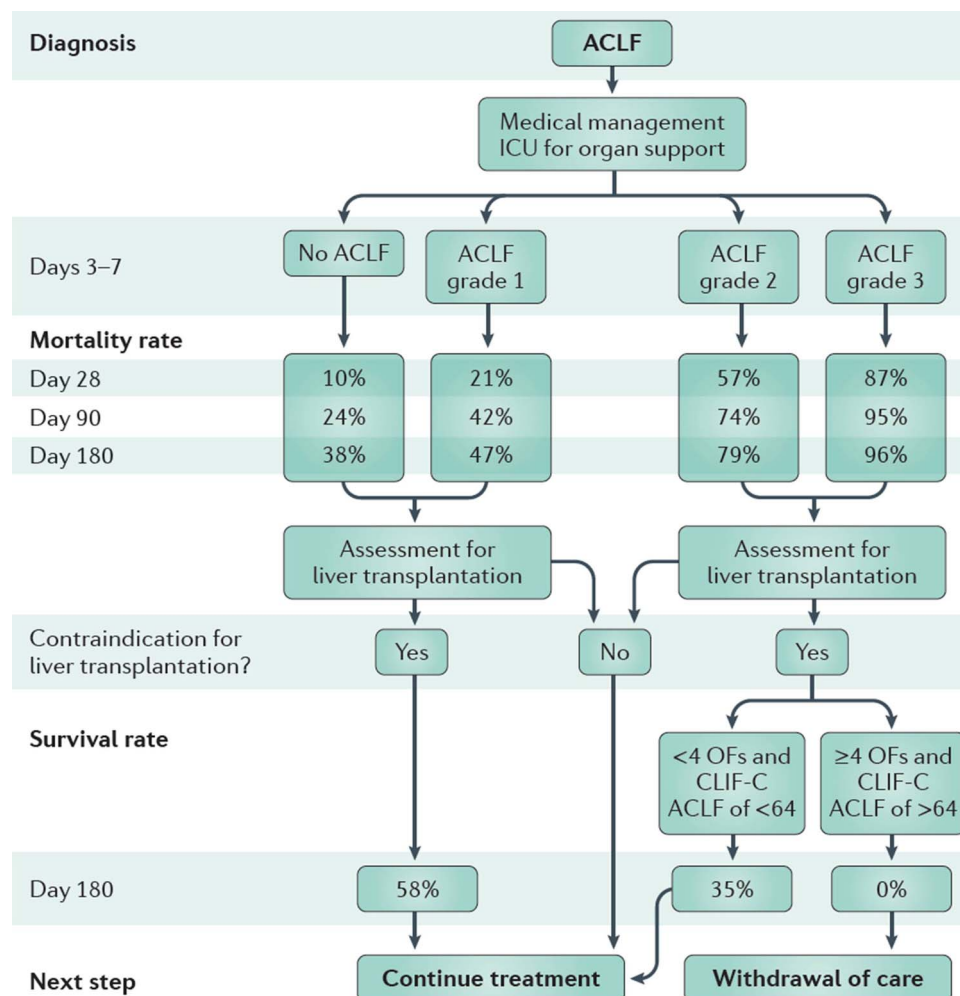 Diagnosis
ACLF
Medical management
ICU for organ support
Days 3–7
No ACLF
ACLF
grade 1
ACLF
grade 2
ACLF
grade 3
Mortality rate
Day 28
10%
21%
57%
87%
Day 90
24%
42%
74%
95%
Day 180
38%
47%
79%
96%
Assessment for
liver transplantation
Assessment for
liver transplantation
Contraindication for
liver transplantation?
Yes
No
Yes
Survival rate
<4 OFs and
CLIF-C
ACLF of <64
≥4 OFs and
CLIF-C
ACLF of >64
Day 180
58%
35%
0%
Next step
Continue treatment
Withdrawal of care